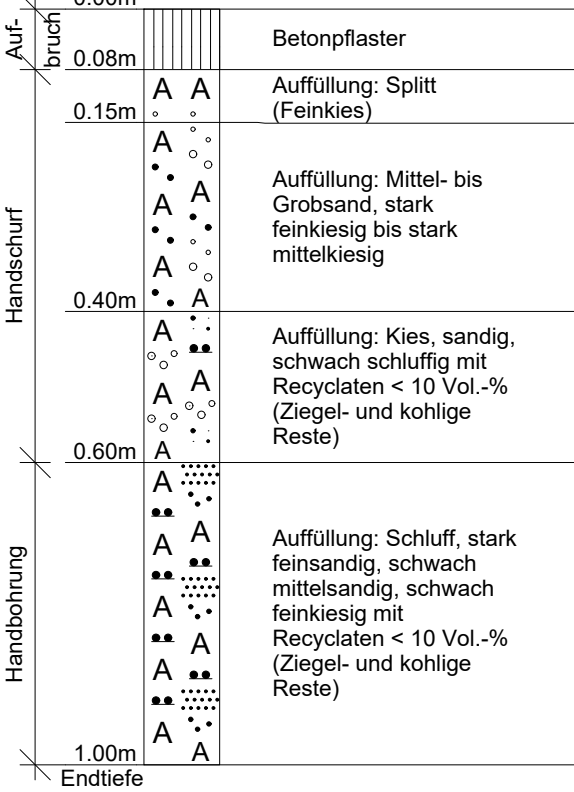 0.00m
Auf-
bruch
Betonpflaster
0.08m
A A
Auffüllung: Splitt
(Feinkies)
0.15m
Handschurf
A
A
A
A
A
Auffüllung: Mittel- bis
Grobsand, stark
feinkiesig bis stark
mittelkiesig
0.40m
A
A
A
A
Auffüllung: Kies, sandig,
schwach schluffig mit
Recyclaten < 10 Vol.-%
(Ziegel- und kohlige
Reste)
0.60m
Handbohrung
A
A
A
A
A
A
A
A
Auffüllung: Schluff, stark
feinsandig, schwach
mittelsandig, schwach
feinkiesig mit
Recyclaten < 10 Vol.-%
(Ziegel- und kohlige
Reste)
1.00m
Endtiefe